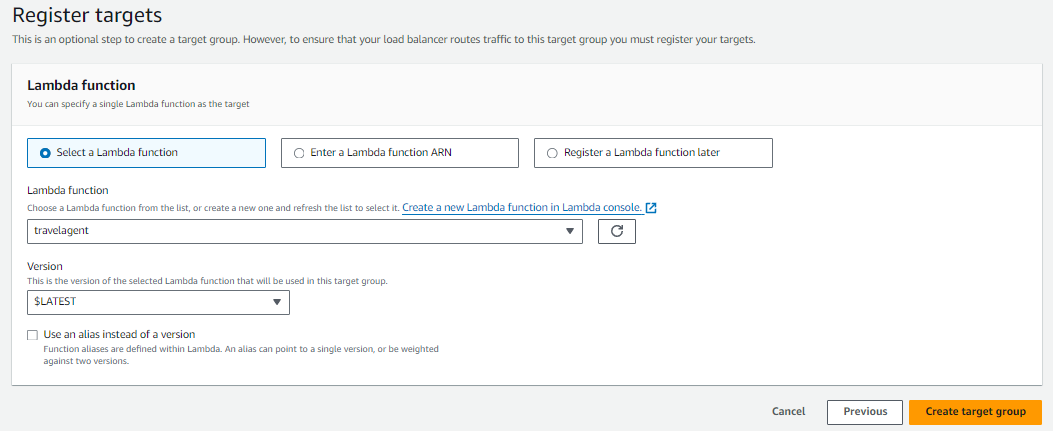 Register targets
This is an optional step to create a target group. However, to ensure that your load balancer routes traffic to this target group you must register your targets.
Lambda function
You can specify a single Lambda function as the target
Select a Lambda function
Enter a Lambda function ARN
Register a Lambda function later
Lambda function
Choose a Lambda function from the list, or create a new one and refresh the list to select it. Create a new Lambda function in Lambda console.
travelagent
Version
This is the version of the selected Lambda function that will be used in this target group.
$LATEST
Use an alias instead of a version
Function aliases are defined within Lambda. An alias can point to a single version, or be weighted
against two versions.
Cancel
Previous
Create target group